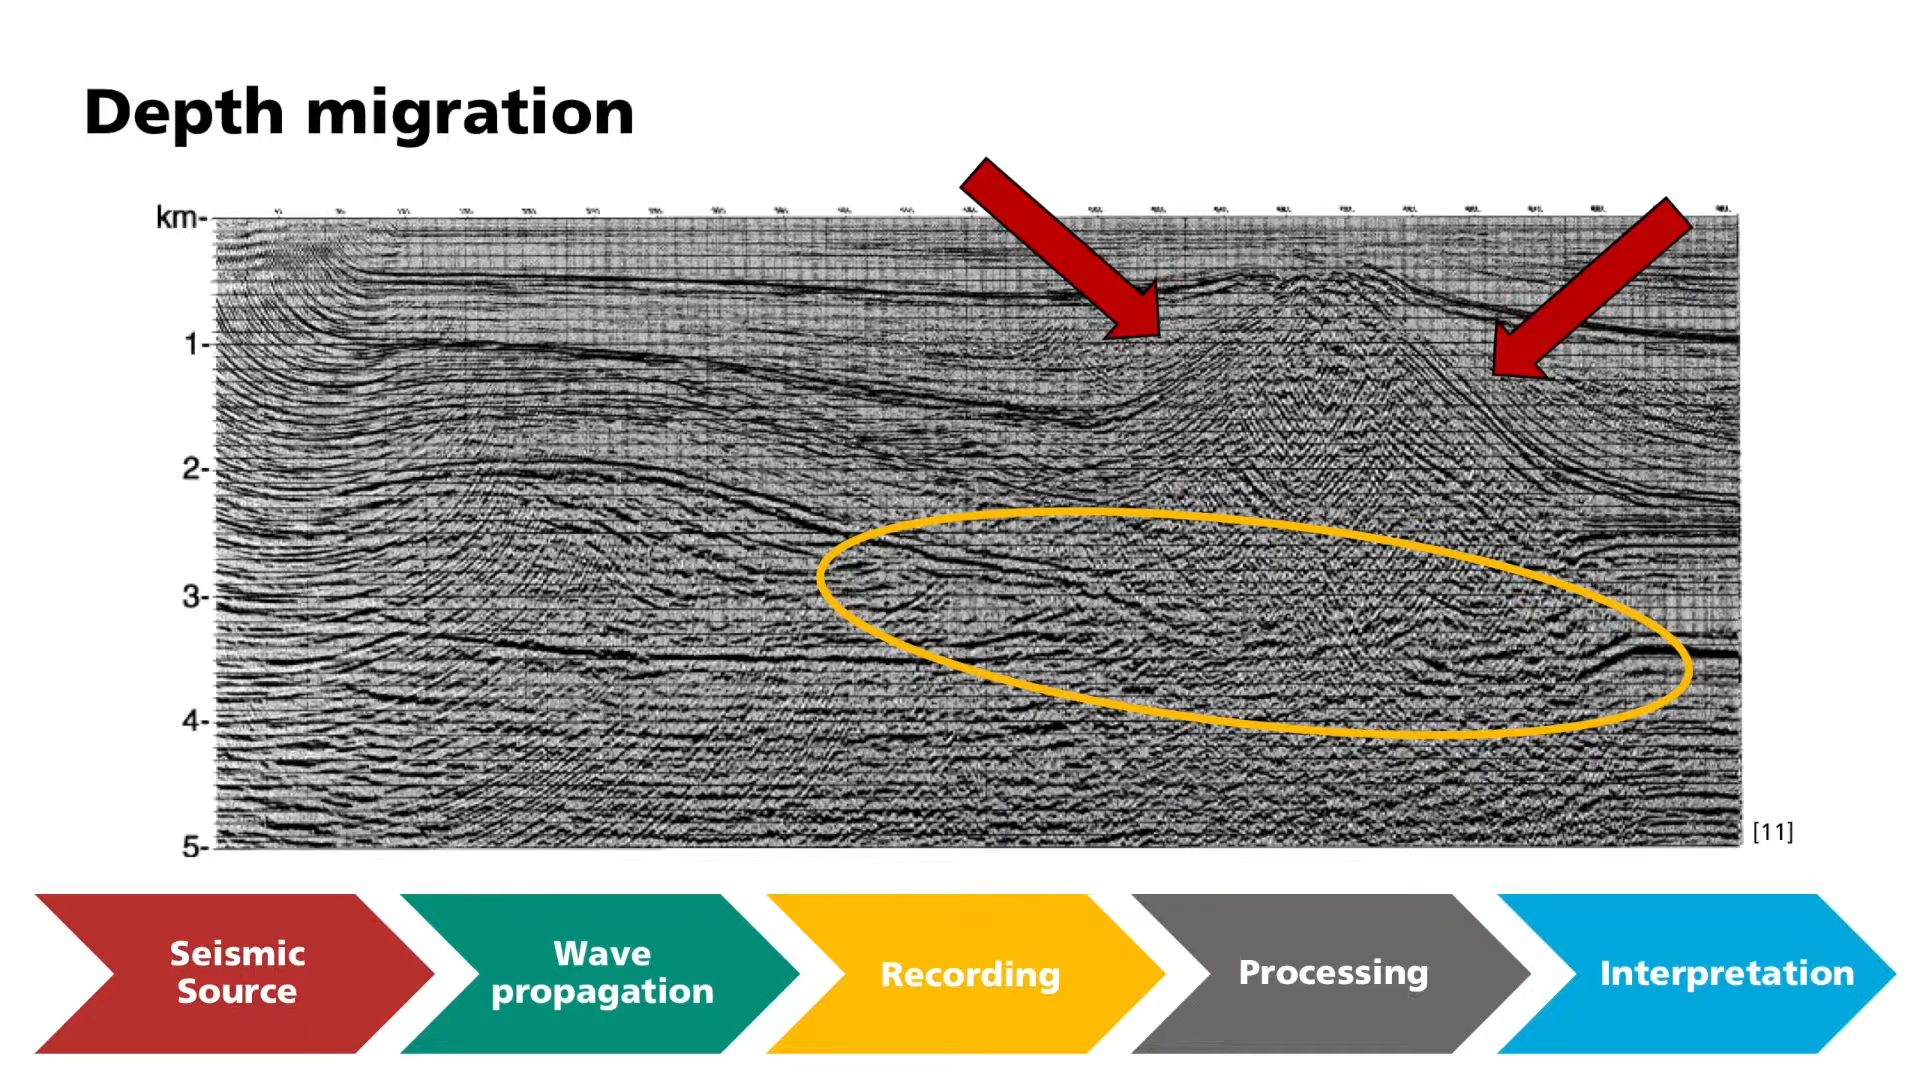 Depth migration
km-
1-
2-
3-
4-
5-
[11]
Seismic
Source
Wave
propagation
Recording
Processing
Interpretation